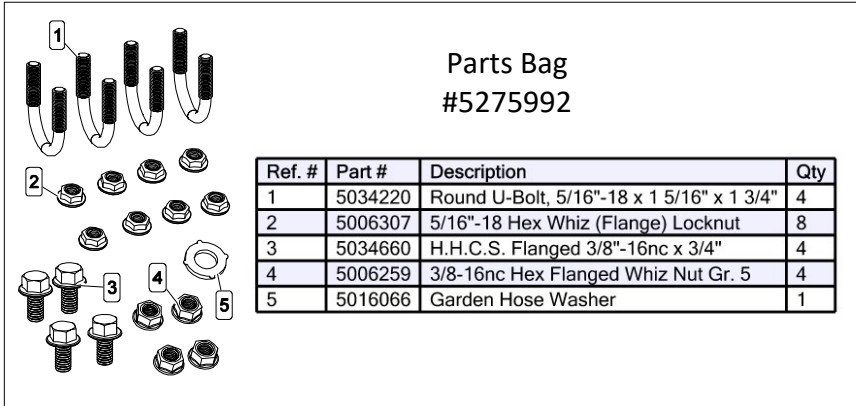 Parts Bag
#5275992
1
2
3
4
5
Ref. # Part # Description Qty
1 5034220 Round U-Bolt, 5/16"-18 x 1 5/16" x 1 3/4" 4
2 5006307 5/16"-18 Hex Whiz (Flange) Locknut 8
3 5034660 H.H.C.S. Flanged 3/8"-16nc x 3/4" 4
4 5006259 3/8-16nc Hex Flanged Whiz Nut Gr. 5 4
5 5016066 Garden Hose Washer 1